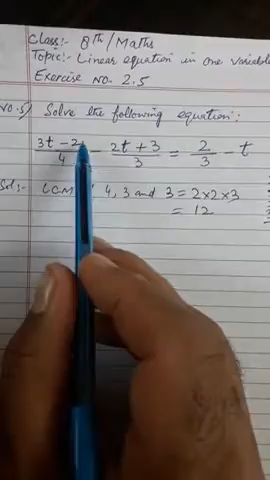 Class:- 8th/Maths
Topic:- Linear equation in one variable
Exercise NO. 2.5
NO.5) Solve the following equation:
3t - 2 / 4 - 2t + 3 / 3 = 2 / 3 - t
Sol:- LCM 4, 3 and 3 = 2×2×3
= 12